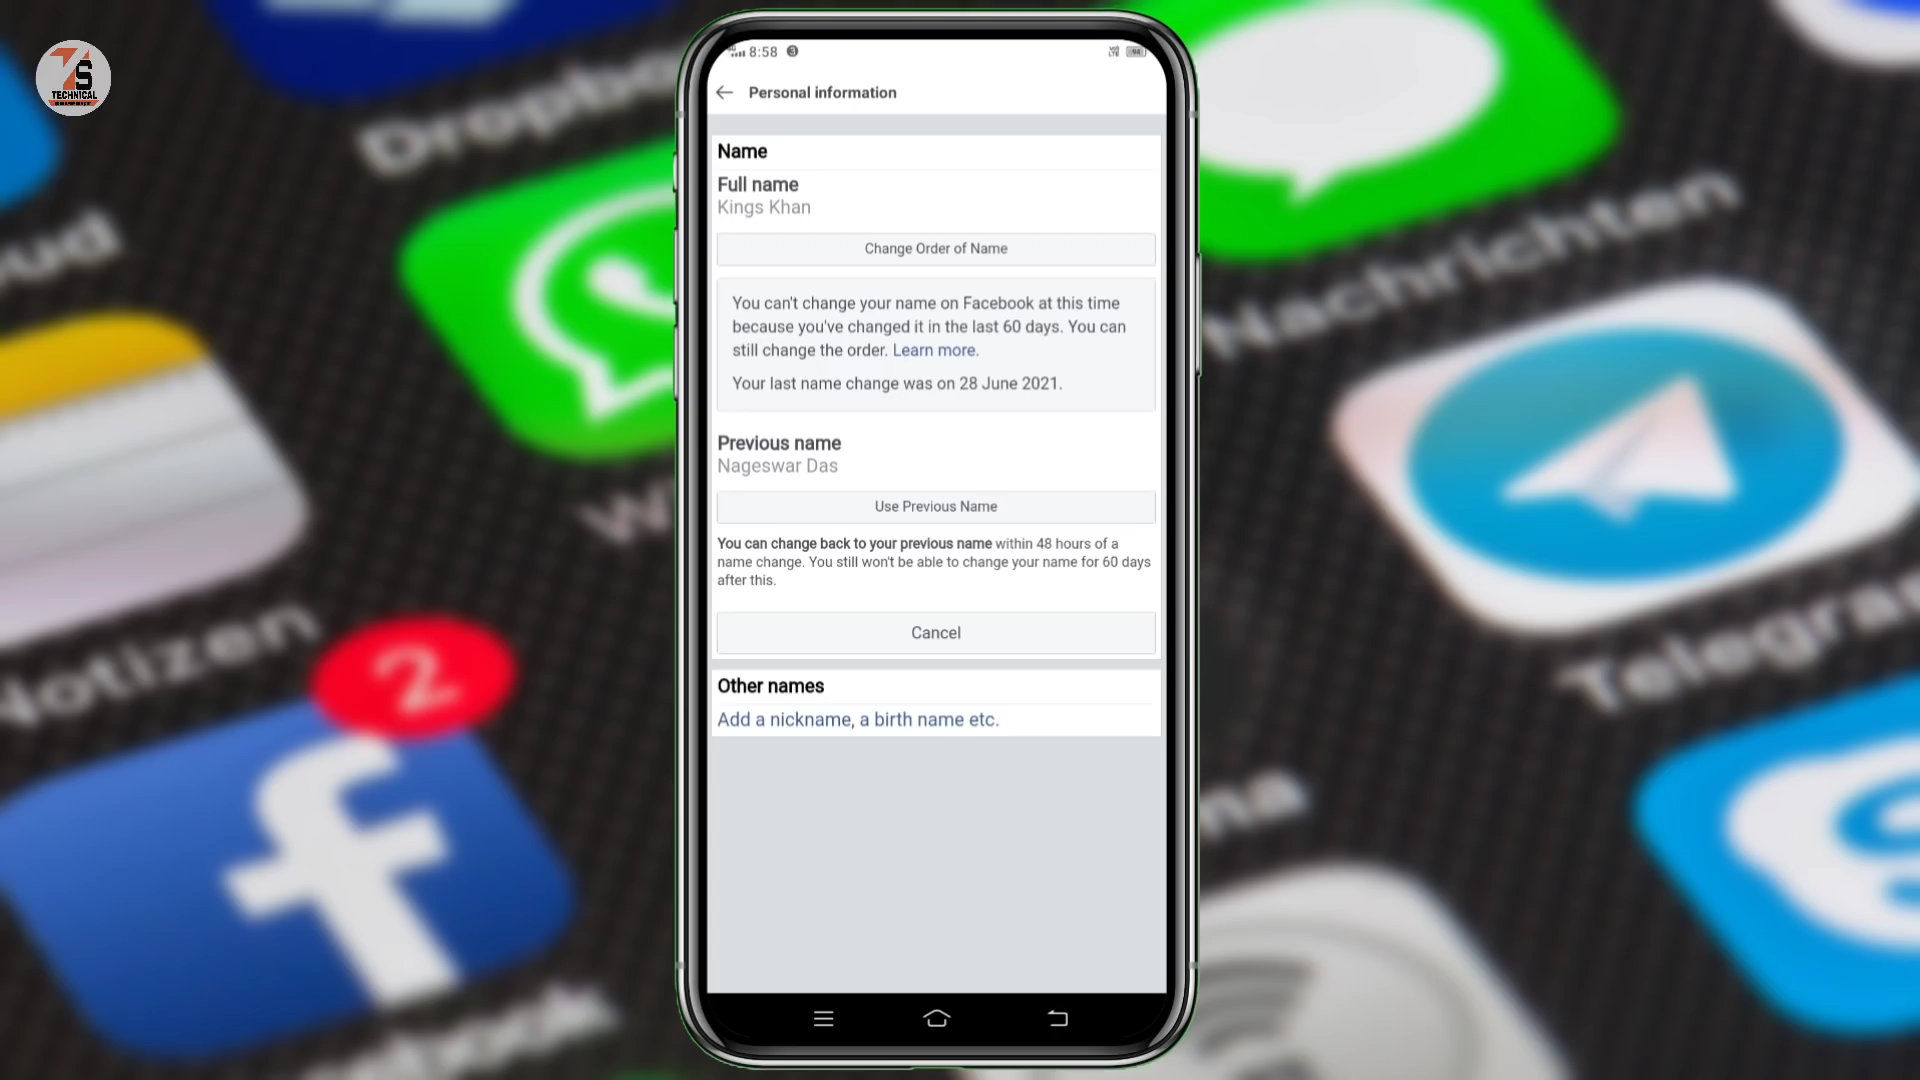 TECHNICAL
8:58
Personal information
Name
Full name
Kings Khan
Change Order of Name
You can't change your name on Facebook at this time
because you've changed it in the last 60 days. You can
still change the order. Learn more.
Your last name change was on 28 June 2021.
Previous name
Nageswar Das
Use Previous Name
You can change back to your previous name within 48 hours of a
name change. You still won't be able to change your name for 60 days
after this.
Cancel
Other names
Add a nickname, a birth name etc.
Nachrichten
Notizen
2